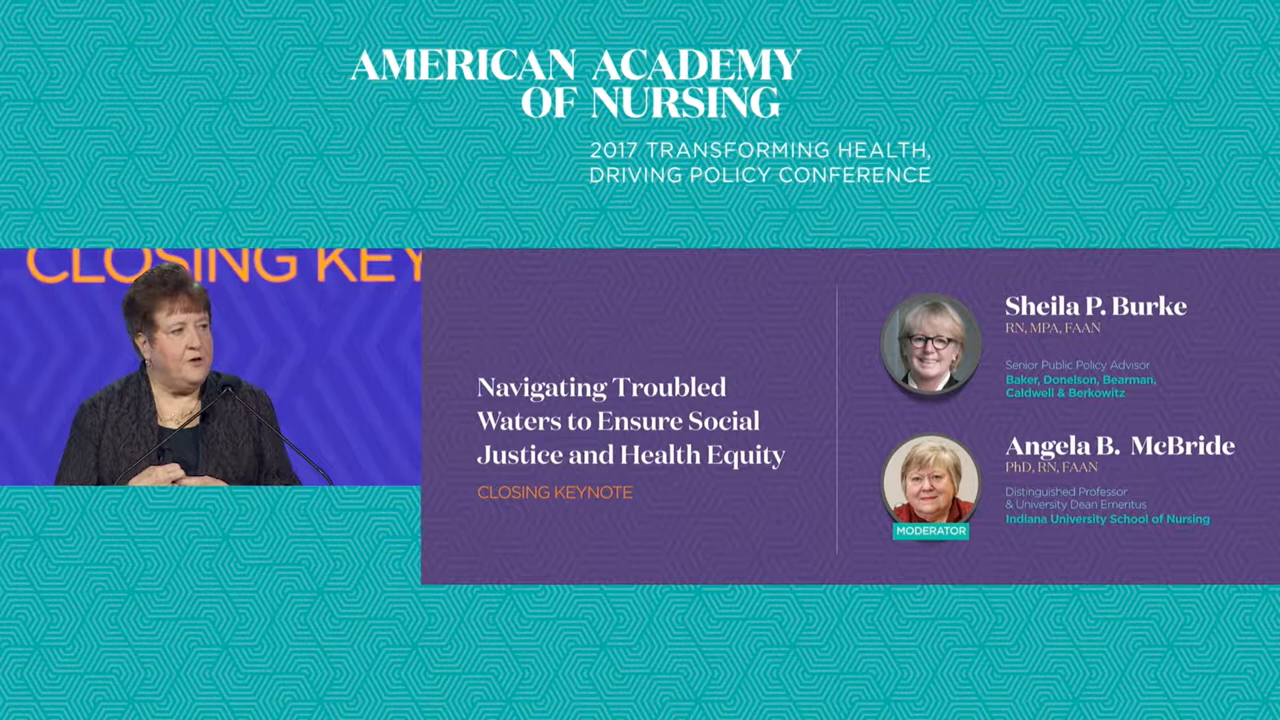 AMERICAN ACADEMY
OF NURSING
2017 TRANSFORMING HEALTH,
DRIVING POLICY CONFERENCE
CLOSING KEY
Navigating Troubled
Waters to Ensure Social
Justice and Health Equity
CLOSING KEYNOTE
Sheila P. Burke
RN, MPA, FAAN
Senior Public Policy Advisor
Baker, Donelson, Bearman,
Caldwell & Berkowitz
MODERATOR
Angela B. McBride
PhD, RN, FAAN
Distinguished Professor
& University Dean Emeritus
Indiana University School of Nursing